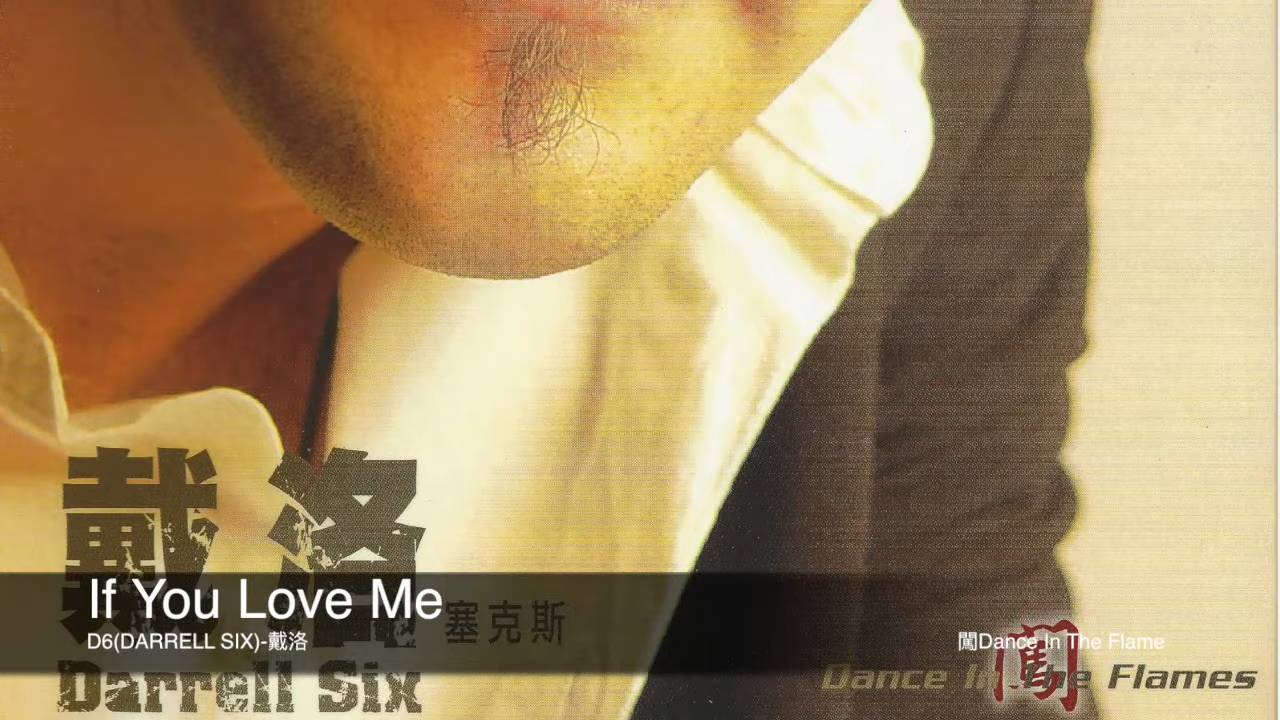 戴洛
If You Love Me
塞克斯
D6(DARRELL SIX)-戴洛
闖Dance In The Flame
Darrell Six
Dance In The Flames
闖